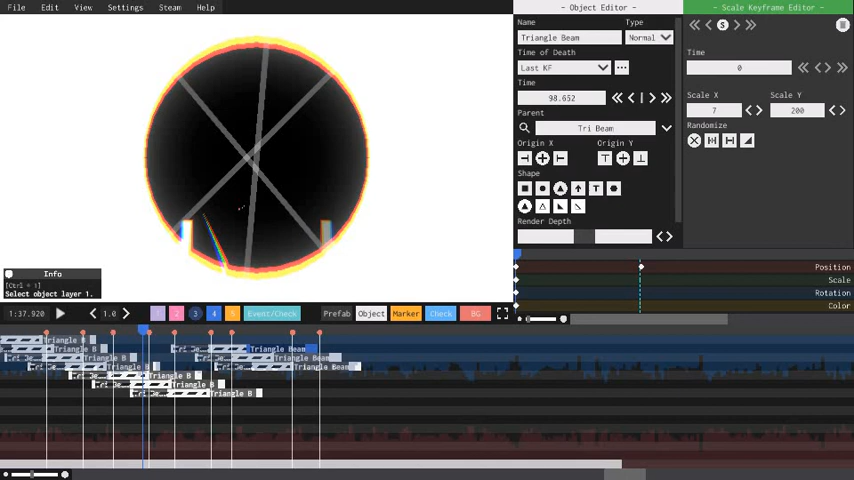 File Edit View Settings Steam Help
- Object Editor -
- Scale Keyframe Editor -
Name
Type
Triangle Beam
Normal
Time of Death
Last KF
Time
98.652
Parent
Tri Beam
Origin X
Origin Y
Shape
Render Depth
S
Time
0
Scale X
Scale Y
7
200
Randomize
Position
Scale
Rotation
Color
Info
[Ctrl + 1]
Select object layer 1.
1:37.920
1.0
1 2 3 4 5
Event/Check
Prefab Object Marker Check BG
Triangle B
Triangle B Triangle Beam
Triangle B Triangle Beam
Triangle B Triangle Beam
Triangle B
Triangle B
Triangle B